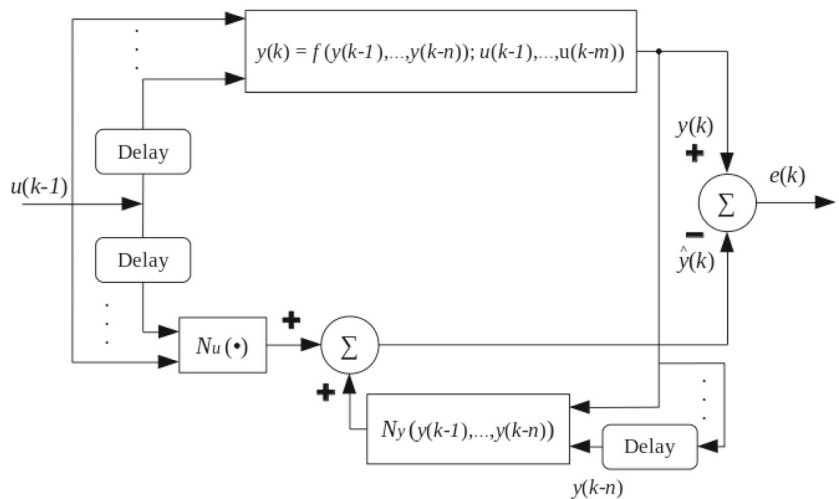 y(k) = f (y(k-1),...,y(k-n)); u(k-1),...,u(k-m))
y(k)
+
Delay
u(k-1)
e(k)
Σ
−
ŷ(k)
Delay
Nu (•)
+
Σ
+
Ny (y(k-1),...,y(k-n))
Delay
y(k-n)